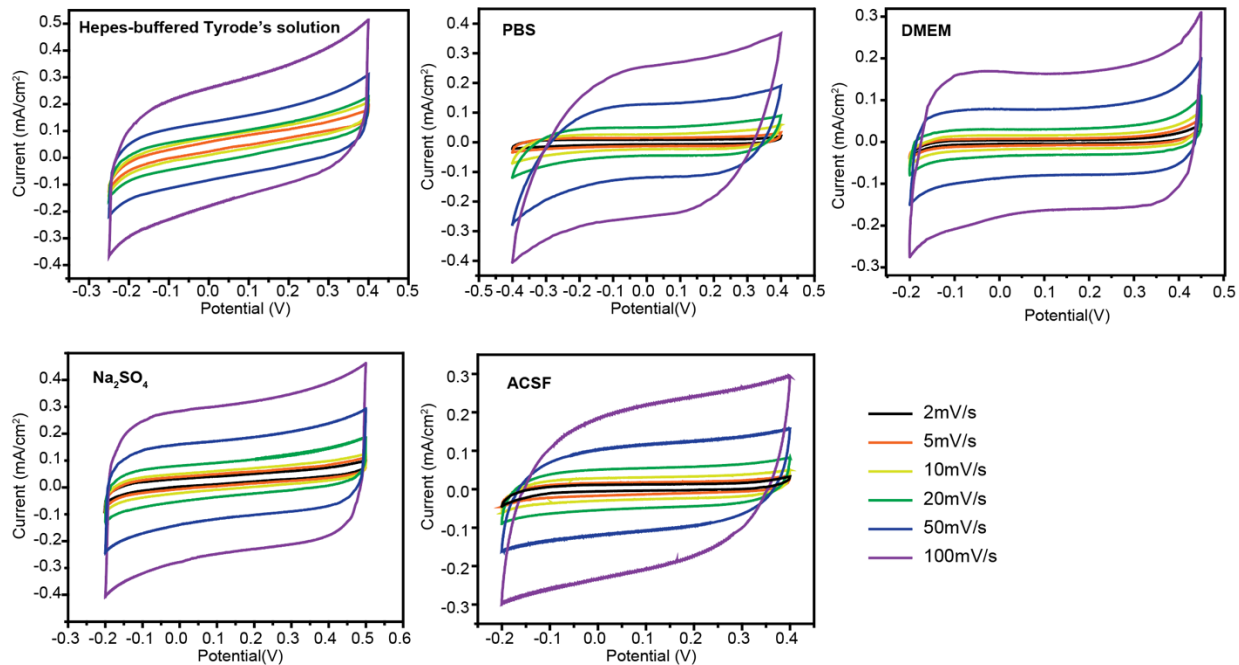 Hepes-buffered Tyrode's solution
0.5
0.4
0.3
0.2
0.1
0.0
-0.1
-0.2
-0.3
-0.4
Current (mA/cm²)
-0.3 -0.2 -0.1 0.0 0.1 0.2 0.3 0.4 0.5
Potential (V)
PBS
0.4
0.3
0.2
0.1
0.0
-0.1
-0.2
-0.3
-0.4
Current (mA/cm²)
-0.5 -0.4 -0.3 -0.2 -0.1 0.0 0.1 0.2 0.3 0.4 0.5
Potential(V)
DMEM
0.3
0.2
0.1
0.0
-0.1
-0.2
-0.3
Current (mA/cm²)
-0.2 -0.1 0.0 0.1 0.2 0.3 0.4 0.5
Potential(V)
Na₂SO₄
0.4
0.3
0.2
0.1
0.0
-0.1
-0.2
-0.3
-0.4
Current (mA/cm²)
-0.3 -0.2 -0.1 0.0 0.1 0.2 0.3 0.4 0.5 0.6
Potential(V)
ACSF
0.3
0.2
0.1
0.0
-0.1
-0.2
-0.3
Current (mA/cm²)
-0.2 -0.1 0.0 0.1 0.2 0.3 0.4
Potential(V)
2mV/s
5mV/s
10mV/s
20mV/s
50mV/s
100mV/s